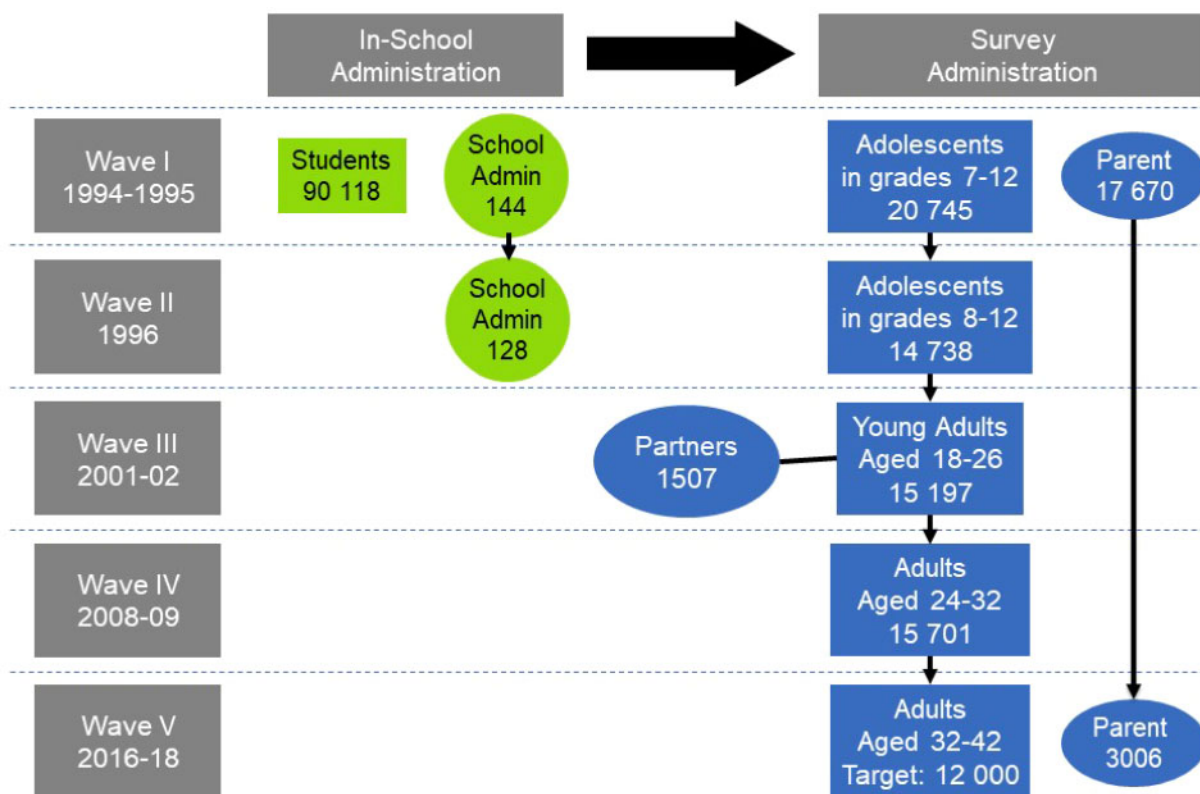 In-School
Administration
Survey
Administration
Wave I
1994-1995
Students
90 118
School
Admin
144
Adolescents
in grades 7-12
20 745
Parent
17 670
Wave II
1996
School
Admin
128
Adolescents
in grades 8-12
14 738
Wave III
2001-02
Partners
1507
Young Adults
Aged 18-26
15 197
Wave IV
2008-09
Adults
Aged 24-32
15 701
Wave V
2016-18
Adults
Aged 32-42
Target: 12 000
Parent
3006